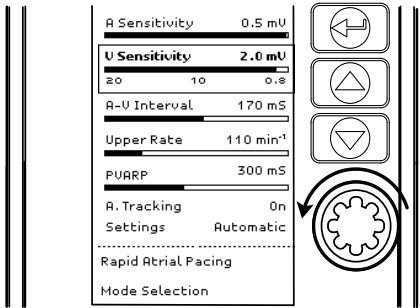 A Sensitivity 0.5 mV
V Sensitivity 2.0 mV
20 10 0.8
A-V Interval 170 mS
Upper Rate 110 min⁻¹
PVARP 300 mS
A. Tracking On
Settings Automatic
Rapid Atrial Pacing
Mode Selection